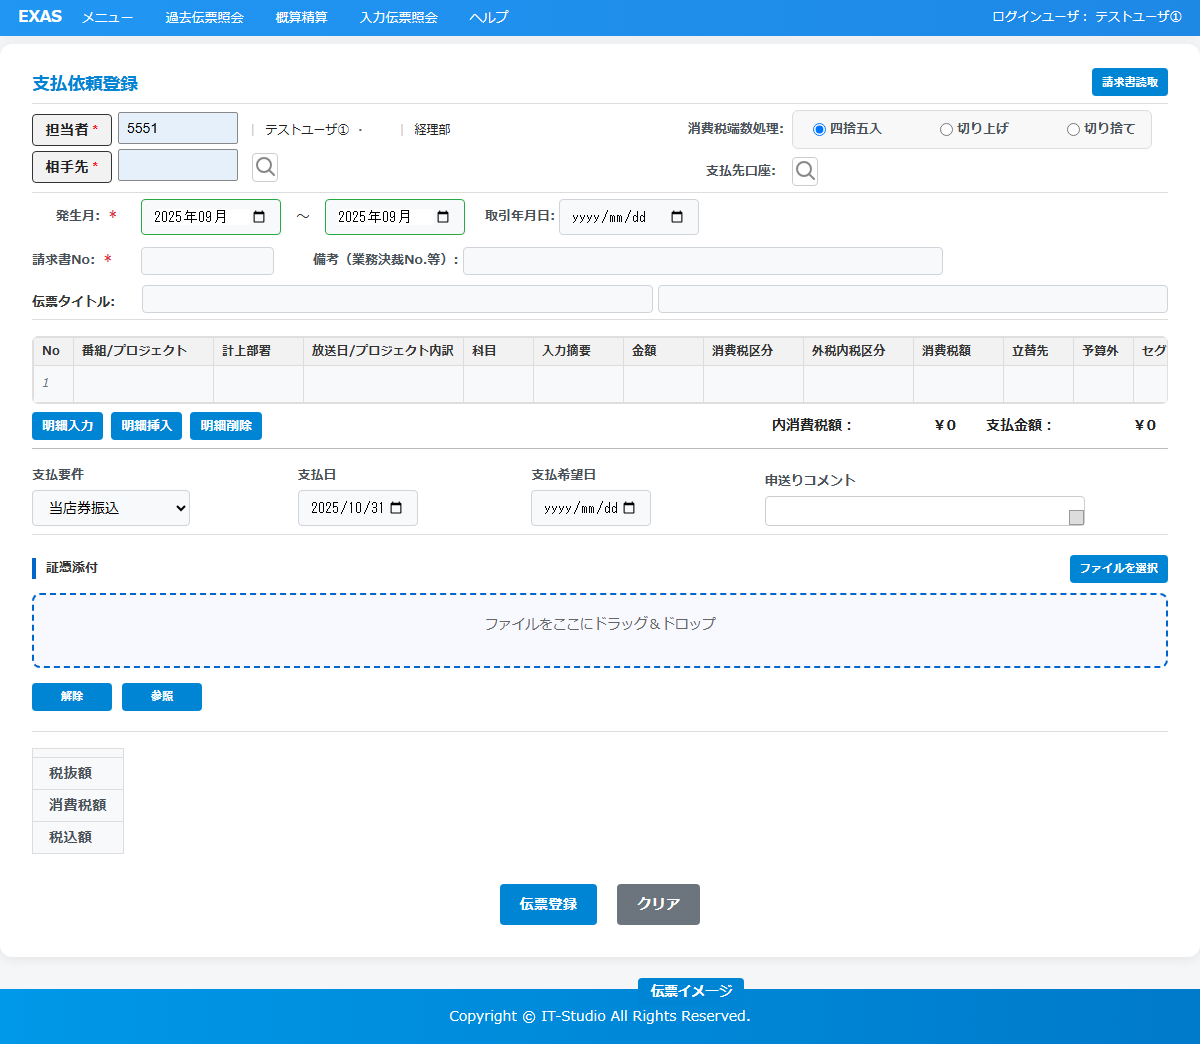 EXAS メニュー 過去伝票照会 概算精算 入力伝票照会 ヘルプ ログインユーザ： テストユーザ①
支払依頼登録 請求書読取
担当者 * 5551 | テストユーザ① ・ | 経理部 消費税端数処理: 四捨五入 切り上げ 切り捨て
相手先 * 支払先口座:
発生月: * 2025年09月 ～ 2025年09月 取引年月日: yyyy/mm/dd
請求書No: * 備考（業務決裁No.等）:
伝票タイトル:
No 番組/プロジェクト 計上部署 放送日/プロジェクト内訳 科目 入力摘要 金額 消費税区分 外税内税区分 消費税額 立替先 予算外 セグ
1
明細入力 明細挿入 明細削除 内消費税額： ¥0 支払金額： ¥0
支払要件 支払日 支払希望日 申送りコメント
当店券振込 2025/10/31 yyyy/mm/dd
証憑添付 ファイルを選択
ファイルをここにドラッグ＆ドロップ
解除 参照
税抜額
消費税額
税込額
伝票登録 クリア
伝票イメージ
Copyright © IT-Studio All Rights Reserved.